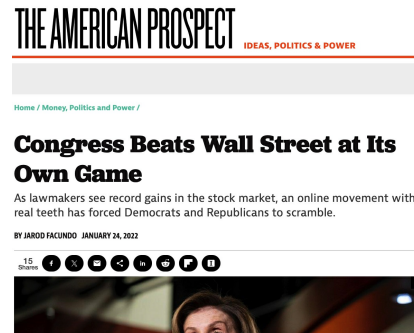 THE AMERICAN PROSPECT
IDEAS, POLITICS & POWER
Home / Money, Politics and Power /
Congress Beats Wall Street at Its
Own Game
As lawmakers see record gains in the stock market, an online movement with
real teeth has forced Democrats and Republicans to scramble.
BY JAROD FACUNDO JANUARY 24, 2022
15
Shares